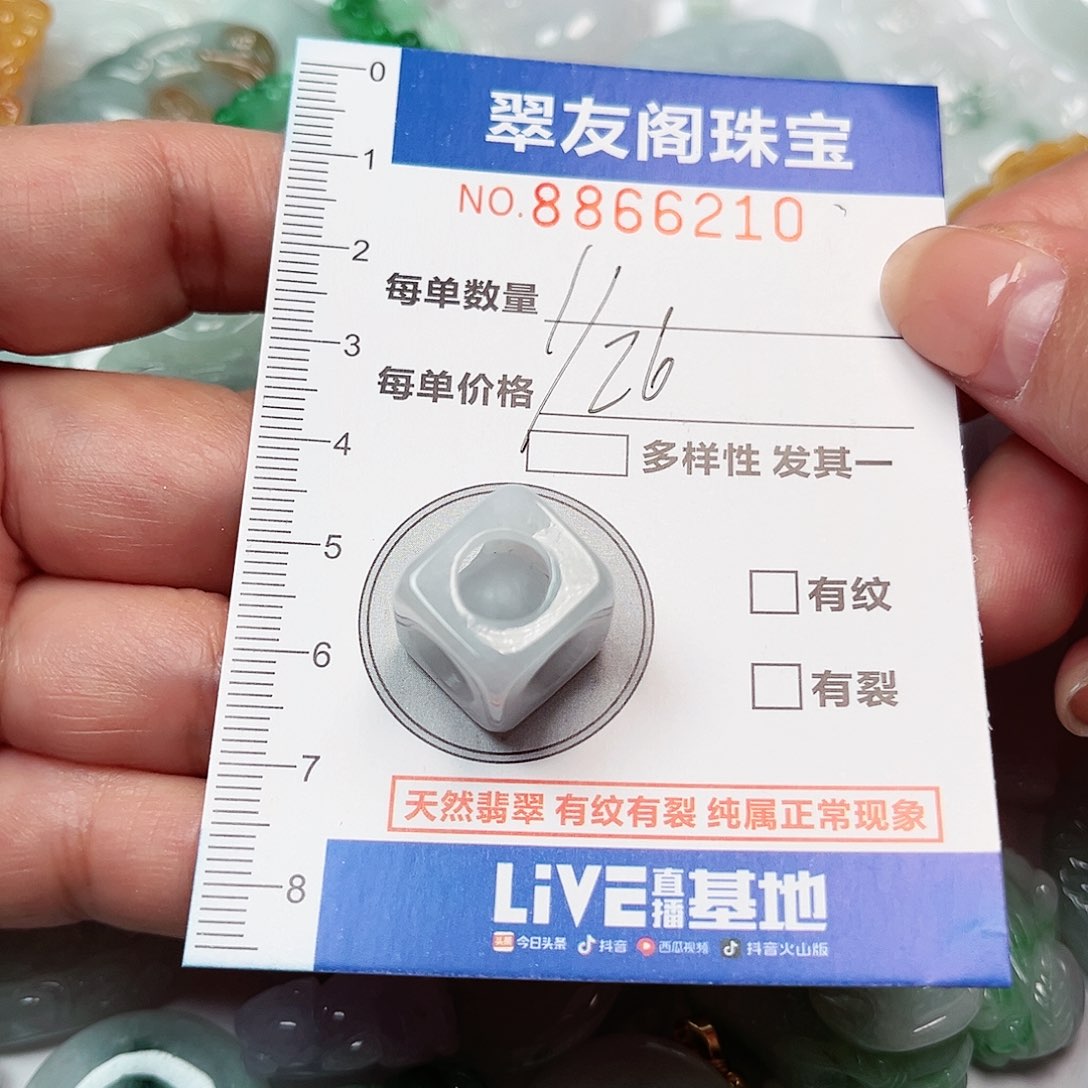 0
翠友阁珠宝
1
NO.8866210
2
每单数量 1
3
每单价格 126
4
多样性 发其一
5
有纹
6
有裂
7
天然翡翠 有纹有裂 纯属正常现象
8
LiVE直播基地
头条 今日头条 抖音 西瓜视频 抖音火山版